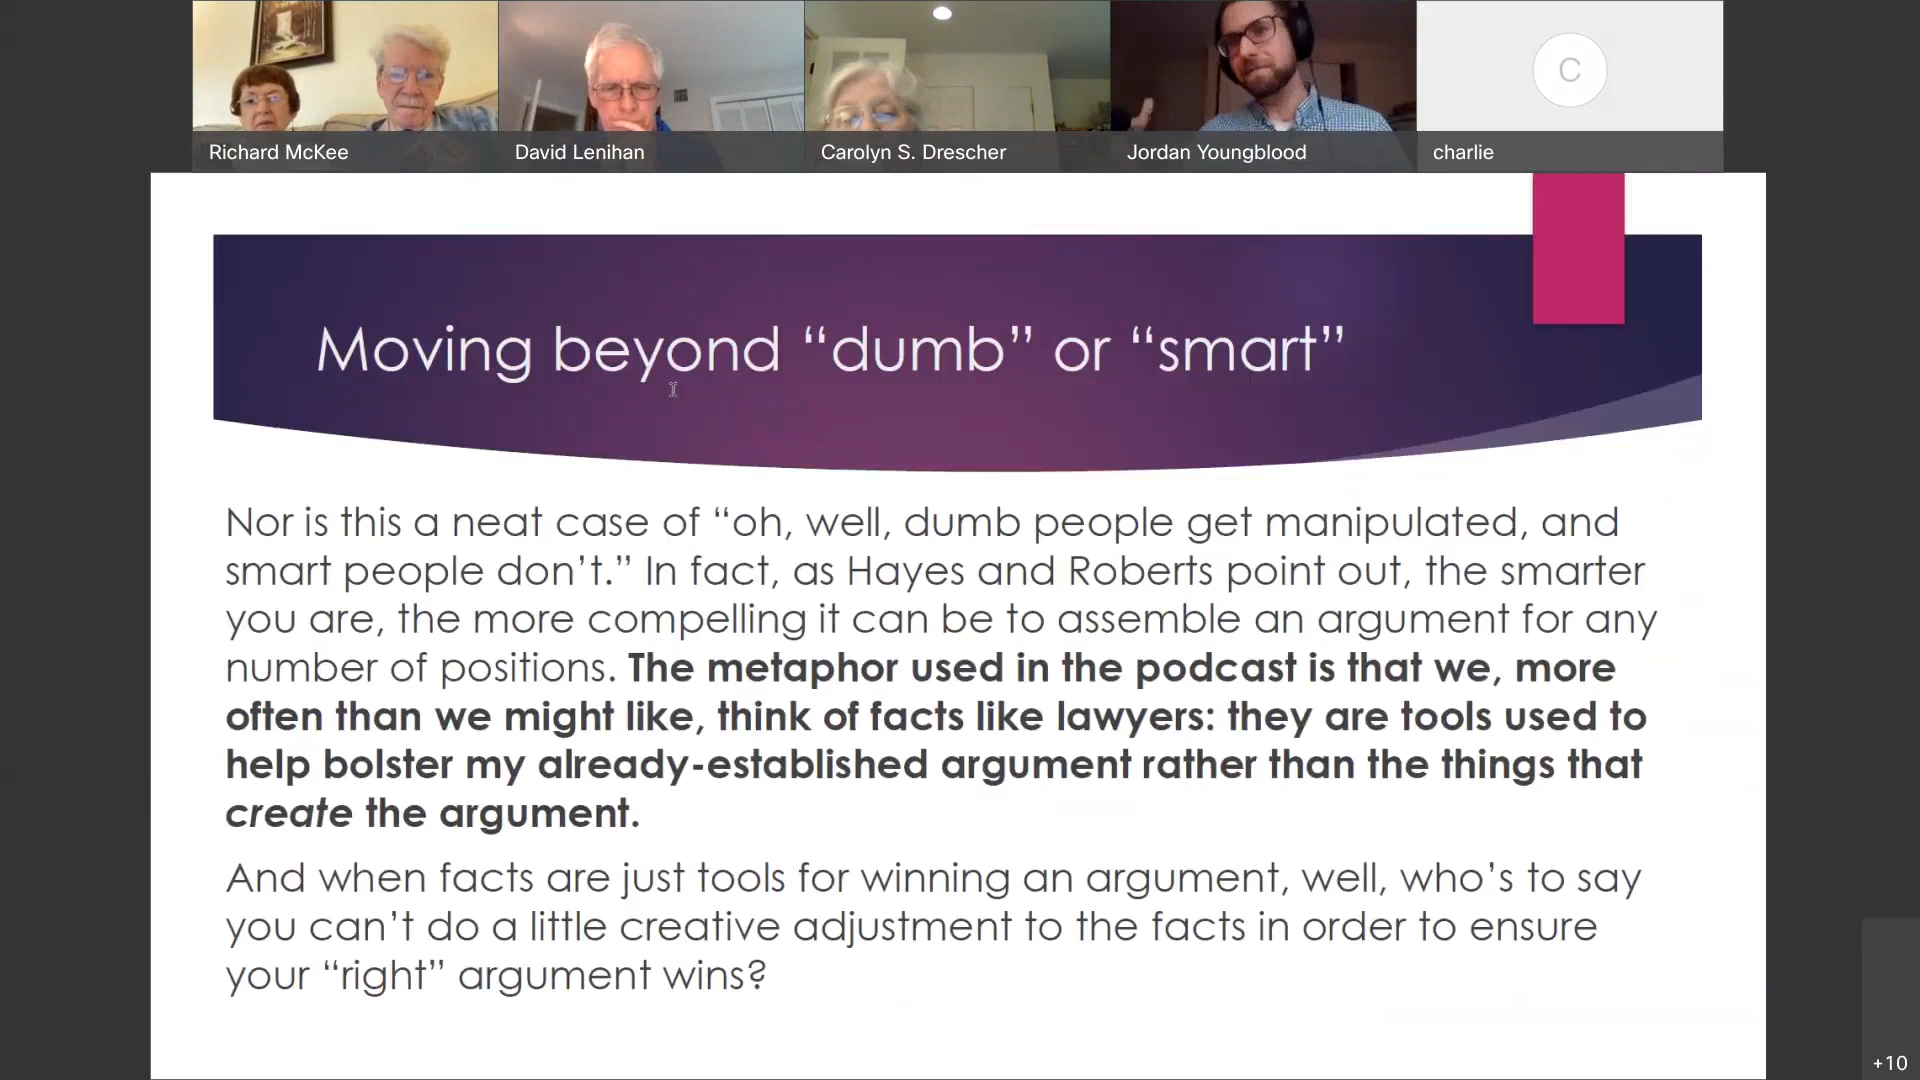 Richard McKee
David Lenihan
Carolyn S. Drescher
Jordan Youngblood
C
charlie
Moving beyond “dumb” or “smart”
Nor is this a neat case of “oh, well, dumb people get manipulated, and
smart people don’t.” In fact, as Hayes and Roberts point out, the smarter
you are, the more compelling it can be to assemble an argument for any
number of positions. The metaphor used in the podcast is that we, more
often than we might like, think of facts like lawyers: they are tools used to
help bolster my already-established argument rather than the things that
create the argument.
And when facts are just tools for winning an argument, well, who’s to say
you can’t do a little creative adjustment to the facts in order to ensure
your “right” argument wins?
+10